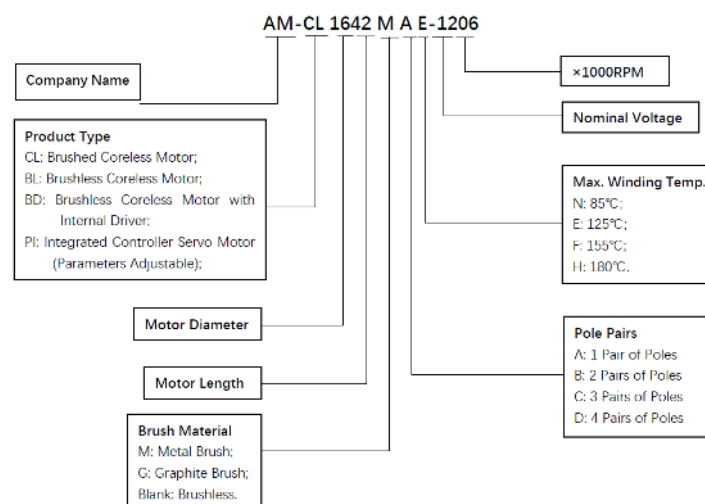 AM-CL 1642 M A E-1206
Company Name
×1000RPM
Nominal Voltage
Product Type
CL: Brushed Coreless Motor;
BL: Brushless Coreless Motor;
BD: Brushless Coreless Motor with
Internal Driver;
PI: Integrated Controller Servo Motor
(Parameters Adjustable);
Max. Winding Temp.
N: 85℃;
E: 125℃;
F: 155℃;
H: 180℃.
Motor Diameter
Motor Length
Pole Pairs
A: 1 Pair of Poles
B: 2 Pairs of Poles
C: 3 Pairs of Poles
D: 4 Pairs of Poles
Brush Material
M: Metal Brush;
G: Graphite Brush;
Blank: Brushless.